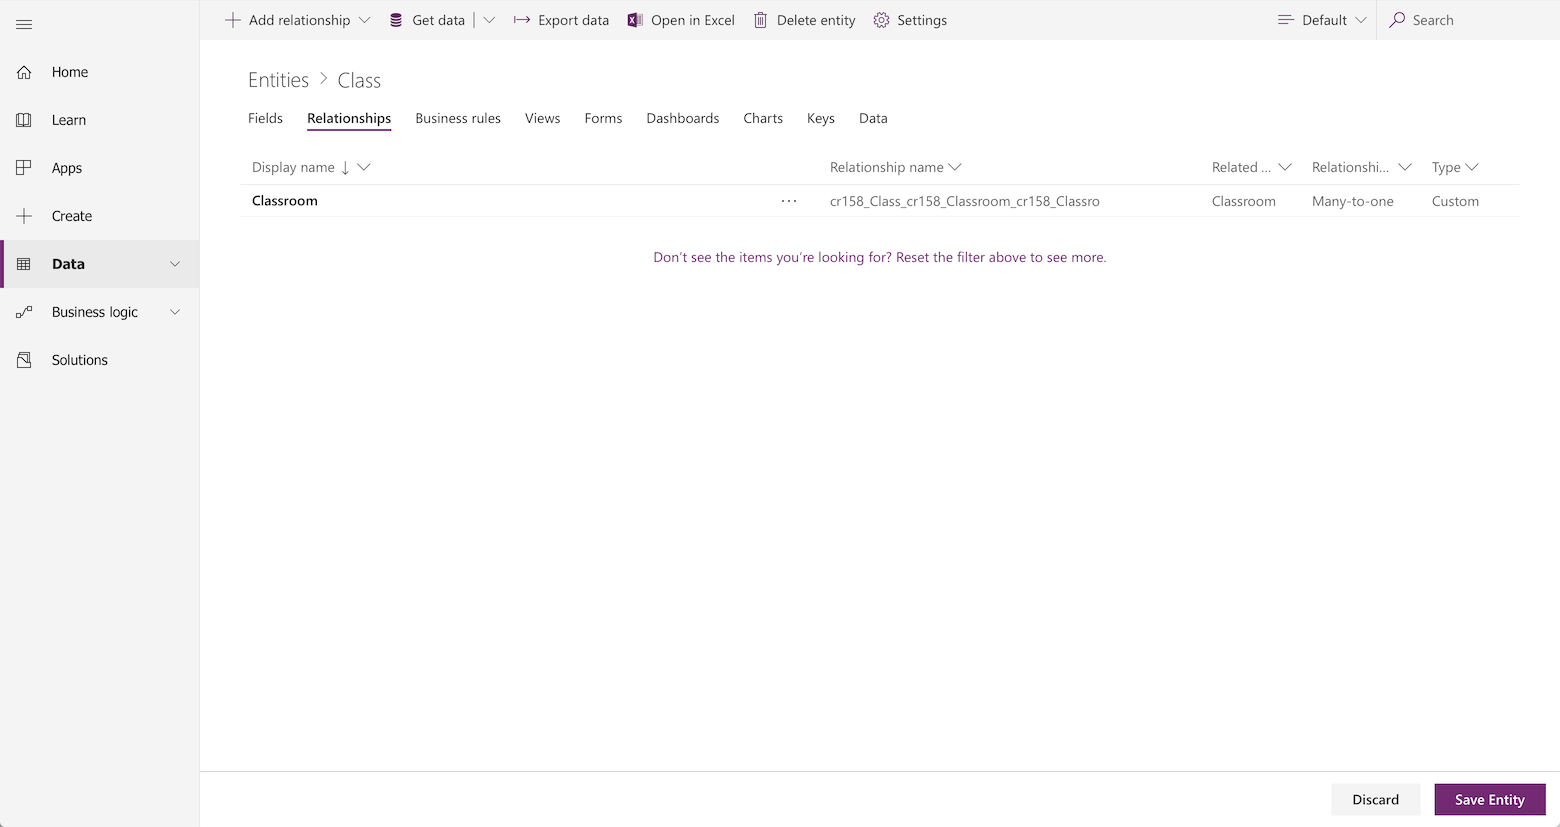 Add relationship Get data Export data Open in Excel Delete entity Settings Default Search
Home
Learn
Apps
Create
Data
Business logic
Solutions
Entities > Class
Fields Relationships Business rules Views Forms Dashboards Charts Keys Data
Display name ↓ Relationship name Related ... Relationshi... Type
Classroom ··· cr158_Class_cr158_Classroom_cr158_Classro Classroom Many-to-one Custom
Don't see the items you're looking for? Reset the filter above to see more.
Discard Save Entity